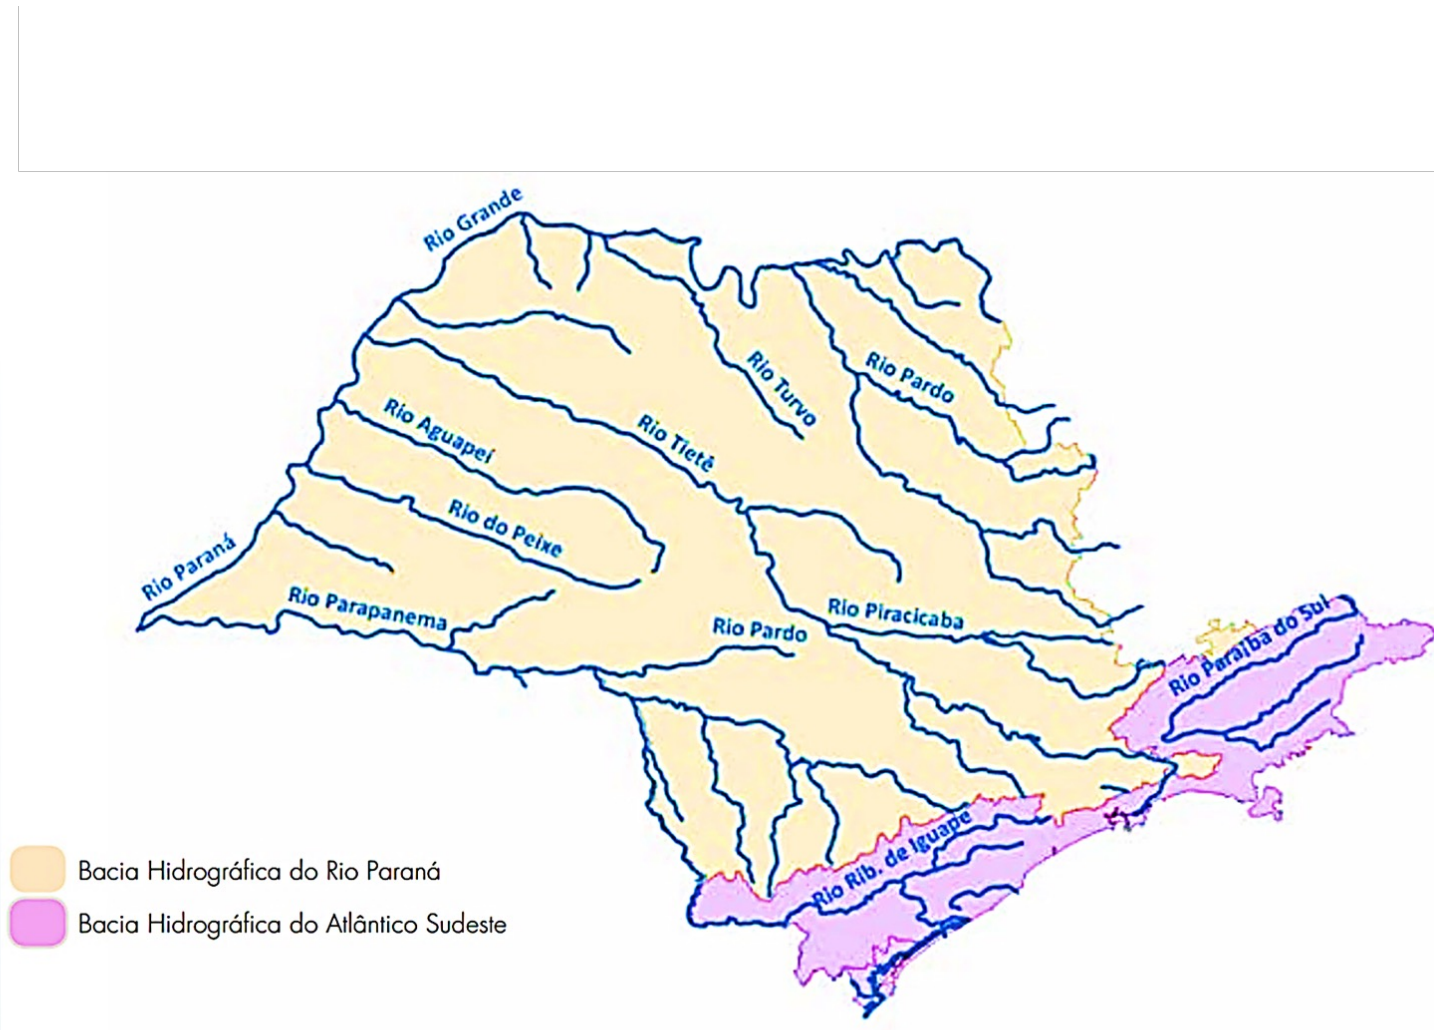 Rio Grande
Rio Turvo
Rio Pardo
Rio Aguapeí
Rio Tietê
Rio do Peixe
Rio Paraná
Rio Parapanema
Rio Pardo
Rio Piracicaba
Rio Paraíba do Sul
Rio Rib. de Iguape
Bacia Hidrográfica do Rio Paraná
Bacia Hidrográfica do Atlântico Sudeste